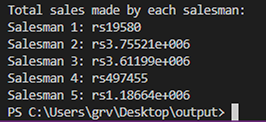 Total sales made by each salesman:
Salesman 1: rs19580
Salesman 2: rs3.75521e+006
Salesman 3: rs3.61199e+006
Salesman 4: rs497455
Salesman 5: rs1.18664e+006
PS C:\Users\grv\Desktop\output>